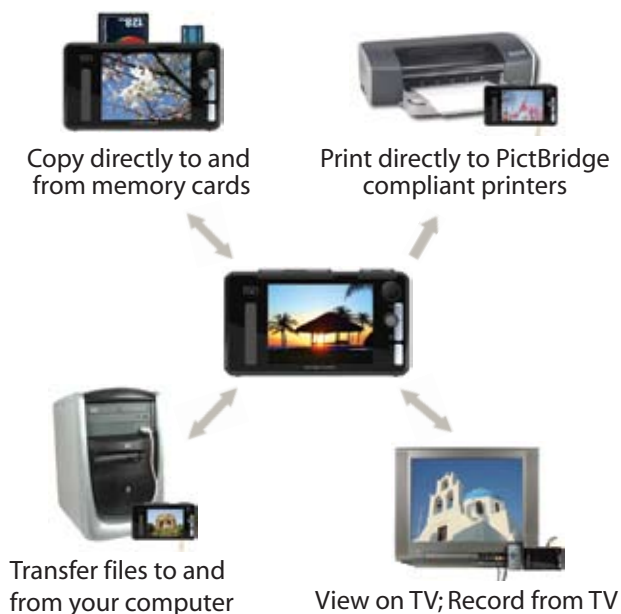 Copy directly to and
from memory cards
Print directly to PictBridge
compliant printers
Transfer files to and
from your computer
View on TV; Record from TV